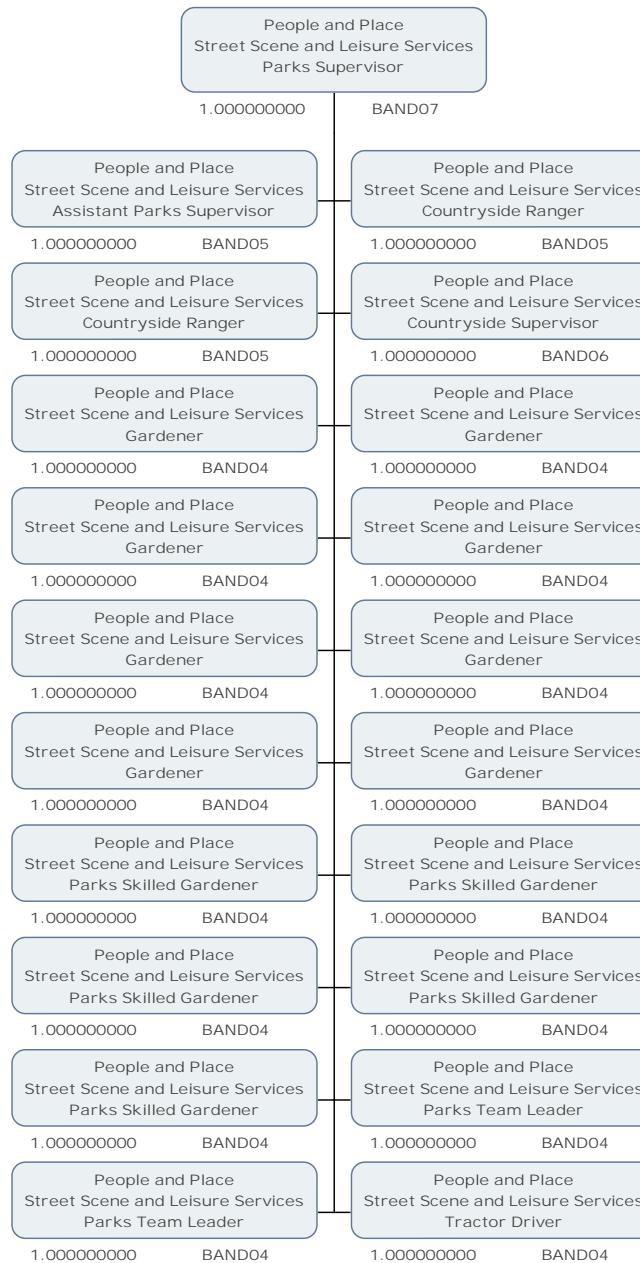 People and Place
Street Scene and Leisure Services
Parks Supervisor
1.000000000 BAND07
People and Place
Street Scene and Leisure Services
Assistant Parks Supervisor
1.000000000 BAND05
People and Place
Street Scene and Leisure Services
Countryside Ranger
1.000000000 BAND05
People and Place
Street Scene and Leisure Services
Countryside Ranger
1.000000000 BAND05
People and Place
Street Scene and Leisure Services
Countryside Supervisor
1.000000000 BAND06
People and Place
Street Scene and Leisure Services
Gardener
1.000000000 BAND04
People and Place
Street Scene and Leisure Services
Gardener
1.000000000 BAND04
People and Place
Street Scene and Leisure Services
Gardener
1.000000000 BAND04
People and Place
Street Scene and Leisure Services
Gardener
1.000000000 BAND04
People and Place
Street Scene and Leisure Services
Gardener
1.000000000 BAND04
People and Place
Street Scene and Leisure Services
Gardener
1.000000000 BAND04
People and Place
Street Scene and Leisure Services
Gardener
1.000000000 BAND04
People and Place
Street Scene and Leisure Services
Gardener
1.000000000 BAND04
People and Place
Street Scene and Leisure Services
Parks Skilled Gardener
1.000000000 BAND04
People and Place
Street Scene and Leisure Services
Parks Skilled Gardener
1.000000000 BAND04
People and Place
Street Scene and Leisure Services
Parks Skilled Gardener
1.000000000 BAND04
People and Place
Street Scene and Leisure Services
Parks Skilled Gardener
1.000000000 BAND04
People and Place
Street Scene and Leisure Services
Parks Skilled Gardener
1.000000000 BAND04
People and Place
Street Scene and Leisure Services
Parks Team Leader
1.000000000 BAND04
People and Place
Street Scene and Leisure Services
Parks Team Leader
1.000000000 BAND04
People and Place
Street Scene and Leisure Services
Tractor Driver
1.000000000 BAND04